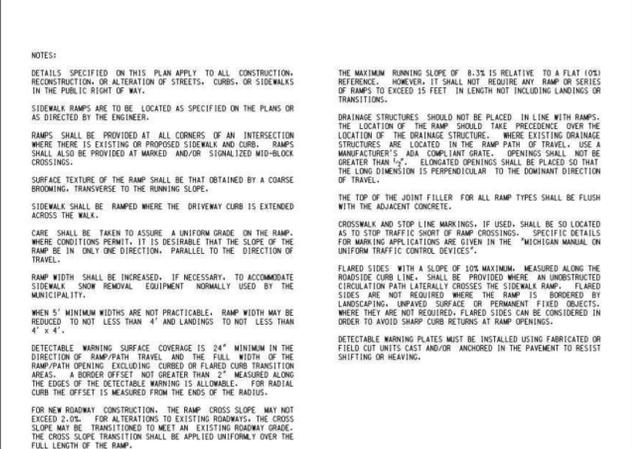 NOTES:
DETAILS SPECIFIED ON THIS PLAN APPLY TO ALL CONSTRUCTION,
RECONSTRUCTION, OR ALTERATION OF STREETS, CURBS, OR SIDEWALKS
IN THE PUBLIC RIGHT OF WAY.
SIDEWALK RAMPS ARE TO BE LOCATED AS SPECIFIED ON THE PLANS OR
AS DIRECTED BY THE ENGINEER.
RAMPS SHALL BE PROVIDED AT ALL CORNERS OF AN INTERSECTION
WHERE THERE IS EXISTING OR PROPOSED SIDEWALK AND CURB. RAMPS
SHALL ALSO BE PROVIDED AT MARKED AND/OR SIGNALIZED MID-BLOCK
CROSSINGS.
SURFACE TEXTURE OF THE RAMP SHALL BE THAT OBTAINED BY A COARSE
BROOMING, TRANSVERSE TO THE RUNNING SLOPE.
SIDEWALK SHALL BE RAMPED WHERE THE DRIVEWAY CURB IS EXTENDED
ACROSS THE WALK.
CARE SHALL BE TAKEN TO ASSURE A UNIFORM GRADE ON THE RAMP.
WHERE CONDITIONS PERMIT, IT IS DESIRABLE THAT THE SLOPE OF THE
RAMP BE IN ONLY ONE DIRECTION, PARALLEL TO THE DIRECTION OF
TRAVEL.
RAMP WIDTH SHALL BE INCREASED, IF NECESSARY, TO ACCOMMODATE
SIDEWALK SNOW REMOVAL EQUIPMENT NORMALLY USED BY THE
MUNICIPALITY.
WHEN 5' MINIMUM WIDTHS ARE NOT PRACTICABLE, RAMP WIDTH MAY BE
REDUCED TO NOT LESS THAN 4' AND LANDINGS TO NOT LESS THAN
4' x 4'.
DETECTABLE WARNING SURFACE COVERAGE IS 24" MINIMUM IN THE
DIRECTION OF RAMP/PATH TRAVEL AND THE FULL WIDTH OF THE
RAMP/PATH OPENING EXCLUDING CURBED OR FLARED CURB TRANSITION
AREAS. A BORDER OFFSET NOT GREATER THAN 2" MEASURED ALONG
THE EDGES OF THE DETECTABLE WARNING IS ALLOWABLE. FOR RADIAL
CURB THE OFFSET IS MEASURED FROM THE ENDS OF THE RADIUS.
FOR NEW ROADWAY CONSTRUCTION, THE RAMP CROSS SLOPE MAY NOT
EXCEED 2.0%. FOR ALTERATIONS TO EXISTING ROADWAYS, THE CROSS
SLOPE MAY BE TRANSITIONED TO MEET AN EXISTING ROADWAY GRADE.
THE CROSS SLOPE TRANSITION SHALL BE APPLIED UNIFORMLY OVER THE
FULL LENGTH OF THE RAMP.
THE MAXIMUM RUNNING SLOPE OF 8.3% IS RELATIVE TO A FLAT (0%)
REFERENCE. HOWEVER, IT SHALL NOT REQUIRE ANY RAMP OR SERIES
OF RAMPS TO EXCEED 15 FEET IN LENGTH NOT INCLUDING LANDINGS OR
TRANSITIONS.
DRAINAGE STRUCTURES SHOULD NOT BE PLACED IN LINE WITH RAMPS.
THE LOCATION OF THE RAMP SHOULD TAKE PRECEDENCE OVER THE
LOCATION OF THE DRAINAGE STRUCTURE. WHERE EXISTING DRAINAGE
STRUCTURES ARE LOCATED IN THE RAMP PATH OF TRAVEL, USE A
MANUFACTURER'S ADA COMPLIANT GRATE. OPENINGS SHALL NOT BE
GREATER THAN ½". ELONGATED OPENINGS SHALL BE PLACED SO THAT
THE LONG DIMENSION IS PERPENDICULAR TO THE DOMINANT DIRECTION
OF TRAVEL.
THE TOP OF THE JOINT FILLER FOR ALL RAMP TYPES SHALL BE FLUSH
WITH THE ADJACENT CONCRETE.
CROSSWALK AND STOP LINE MARKINGS, IF USED, SHALL BE SO LOCATED
AS TO STOP TRAFFIC SHORT OF RAMP CROSSINGS. SPECIFIC DETAILS
FOR MARKING APPLICATIONS ARE GIVEN IN THE "MICHIGAN MANUAL ON
UNIFORM TRAFFIC CONTROL DEVICES".
FLARED SIDES WITH A SLOPE OF 10% MAXIMUM, MEASURED ALONG THE
ROADSIDE CURB LINE, SHALL BE PROVIDED WHERE AN UNOBSTRUCTED
CIRCULATION PATH LATERALLY CROSSES THE SIDEWALK RAMP. FLARED
SIDES ARE NOT REQUIRED WHERE THE RAMP IS BORDERED BY
LANDSCAPING, UNPAVED SURFACE OR PERMANENT FIXED OBJECTS.
WHERE THEY ARE NOT REQUIRED, FLARED SIDES CAN BE CONSIDERED IN
ORDER TO AVOID SHARP CURB RETURNS AT RAMP OPENINGS.
DETECTABLE WARNING PLATES MUST BE INSTALLED USING FABRICATED OR
FIELD CUT UNITS CAST AND/OR ANCHORED IN THE PAVEMENT TO RESIST
SHIFTING OR HEAVING.